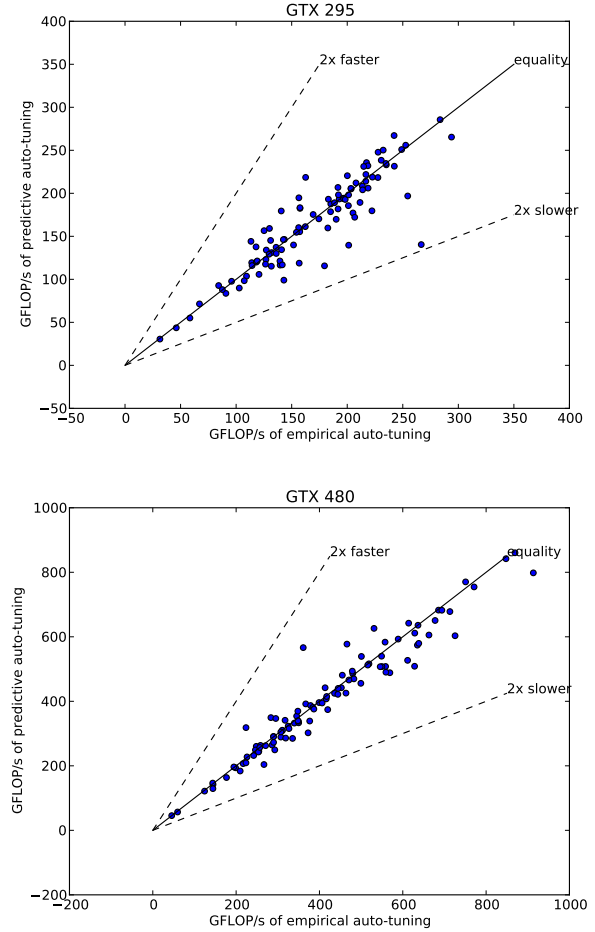 GTX 295
400
350
300
250
200
150
100
50
0
−50
2x faster
equality
2x slower
−50 0 50 100 150 200 250 300 350 400
GFLOP/s of empirical auto-tuning
GFLOP/s of predictive auto-tuning
GTX 480
1000
800
600
400
200
0
−200
2x faster
equality
2x slower
−200 0 200 400 600 800 1000
GFLOP/s of empirical auto-tuning
GFLOP/s of predictive auto-tuning